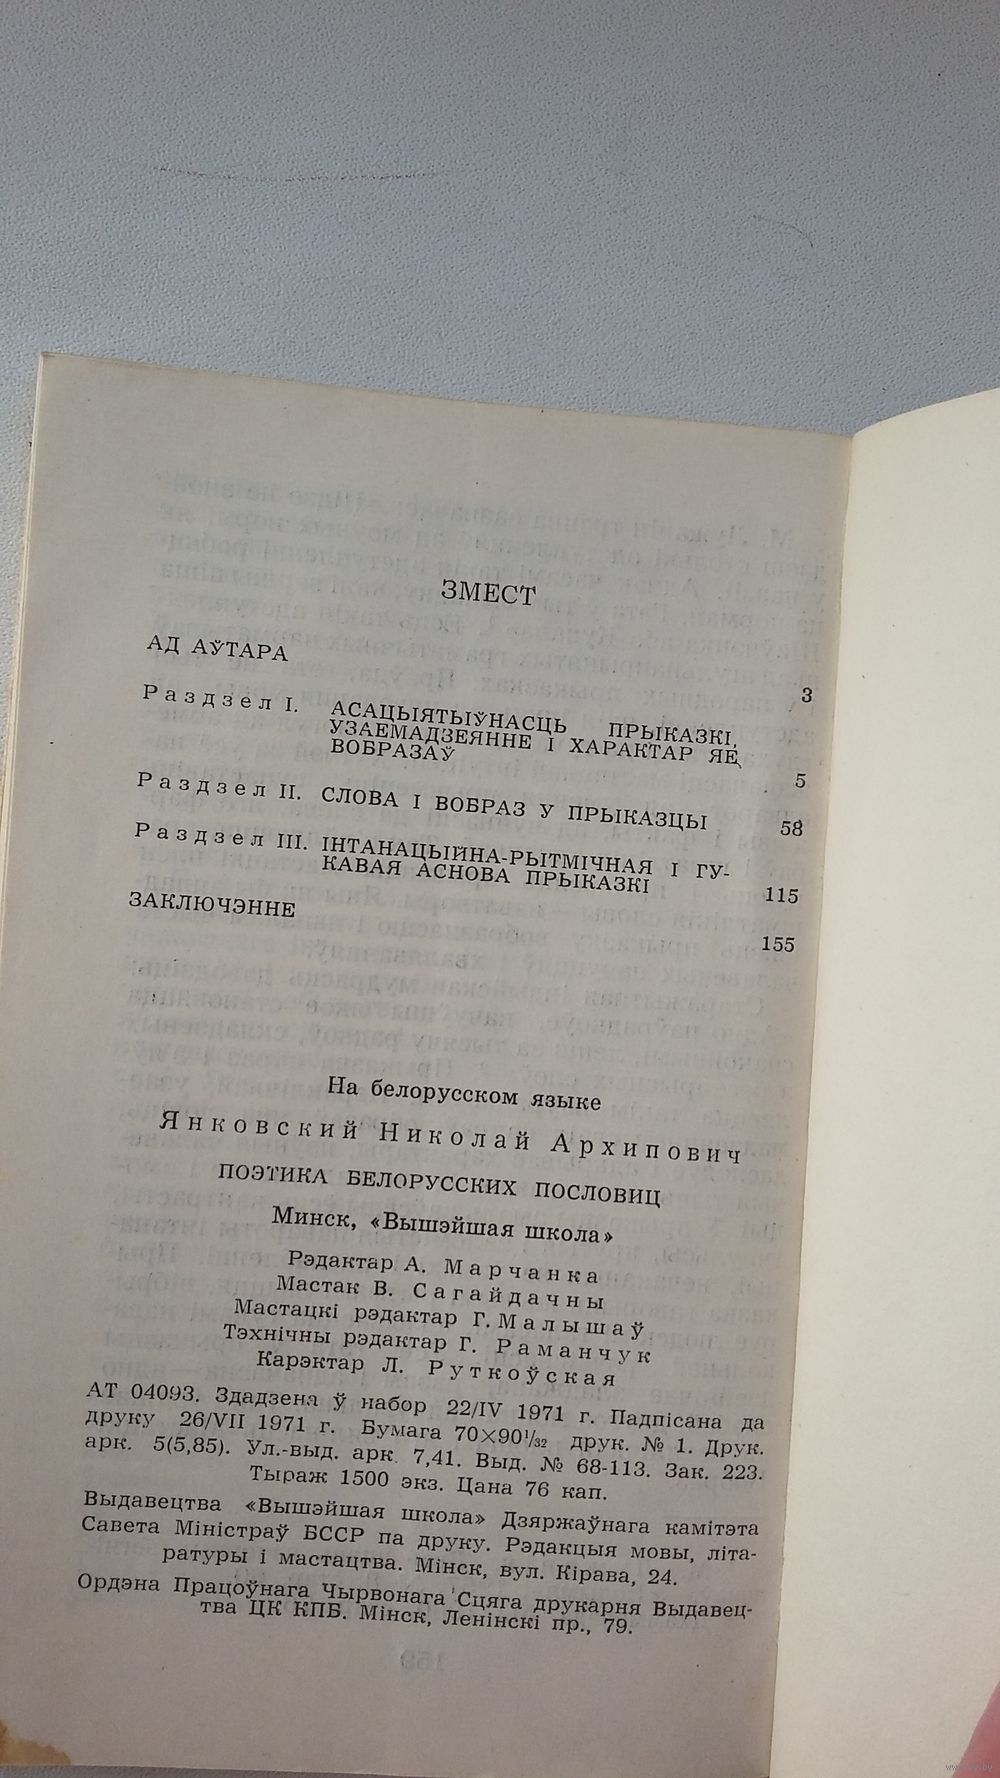 ЗМЕСТ
АД АЎТАРА 3
Раздзел I. АСАЦЫЯТЫЎНАСЦЬ ПРЫКАЗКІ,
УЗАЕМАДЗЕЯННЕ І ХАРАКТАР ЯЕ
ВОБРАЗАЎ 5
Раздзел II. СЛОВА І ВОБРАЗ У ПРЫКАЗЦЫ 58
Раздзел III. ІНТАНАЦЫЙНА-РЫТМІЧНАЯ І ГУ-
КАВАЯ АСНОВА ПРЫКАЗКІ 115
ЗАКЛЮЧЭННЕ 155
На белорусском языке
Янковский Николай Архипович
ПОЭТИКА БЕЛОРУССКИХ ПОСЛОВИЦ
Минск, «Вышэйшая школа»
Рэдактар А. Марчанка
Мастак В. Сагайдачны
Мастацкі рэдактар Г. Малышаў
Тэхнічны рэдактар Г. Раманчук
Карэктар Л. Руткоўская
АТ 04093. Здадзена ў набор 22/IV 1971 г. Падпісана да
друку 26/VII 1971 г. Бумага 70×90 1/32 друк. № 1. Друк.
арк. 5(5,85). Ул.-выд. арк. 7,41. Выд. № 68-113. Зак. 223.
Тыраж 1500 экз. Цана 76 кап.
Выдавецтва «Вышэйшая школа» Дзяржаўнага камітэта
Савета Міністраў БССР па друку. Рэдакцыя мовы, літа-
ратуры і мастацтва. Мінск, вул. Кірава, 24.
Ордэна Працоўнага Чырвонага Сцяга друкарня Выдавец-
тва ЦК КПБ. Мінск, Ленінскі пр., 79.